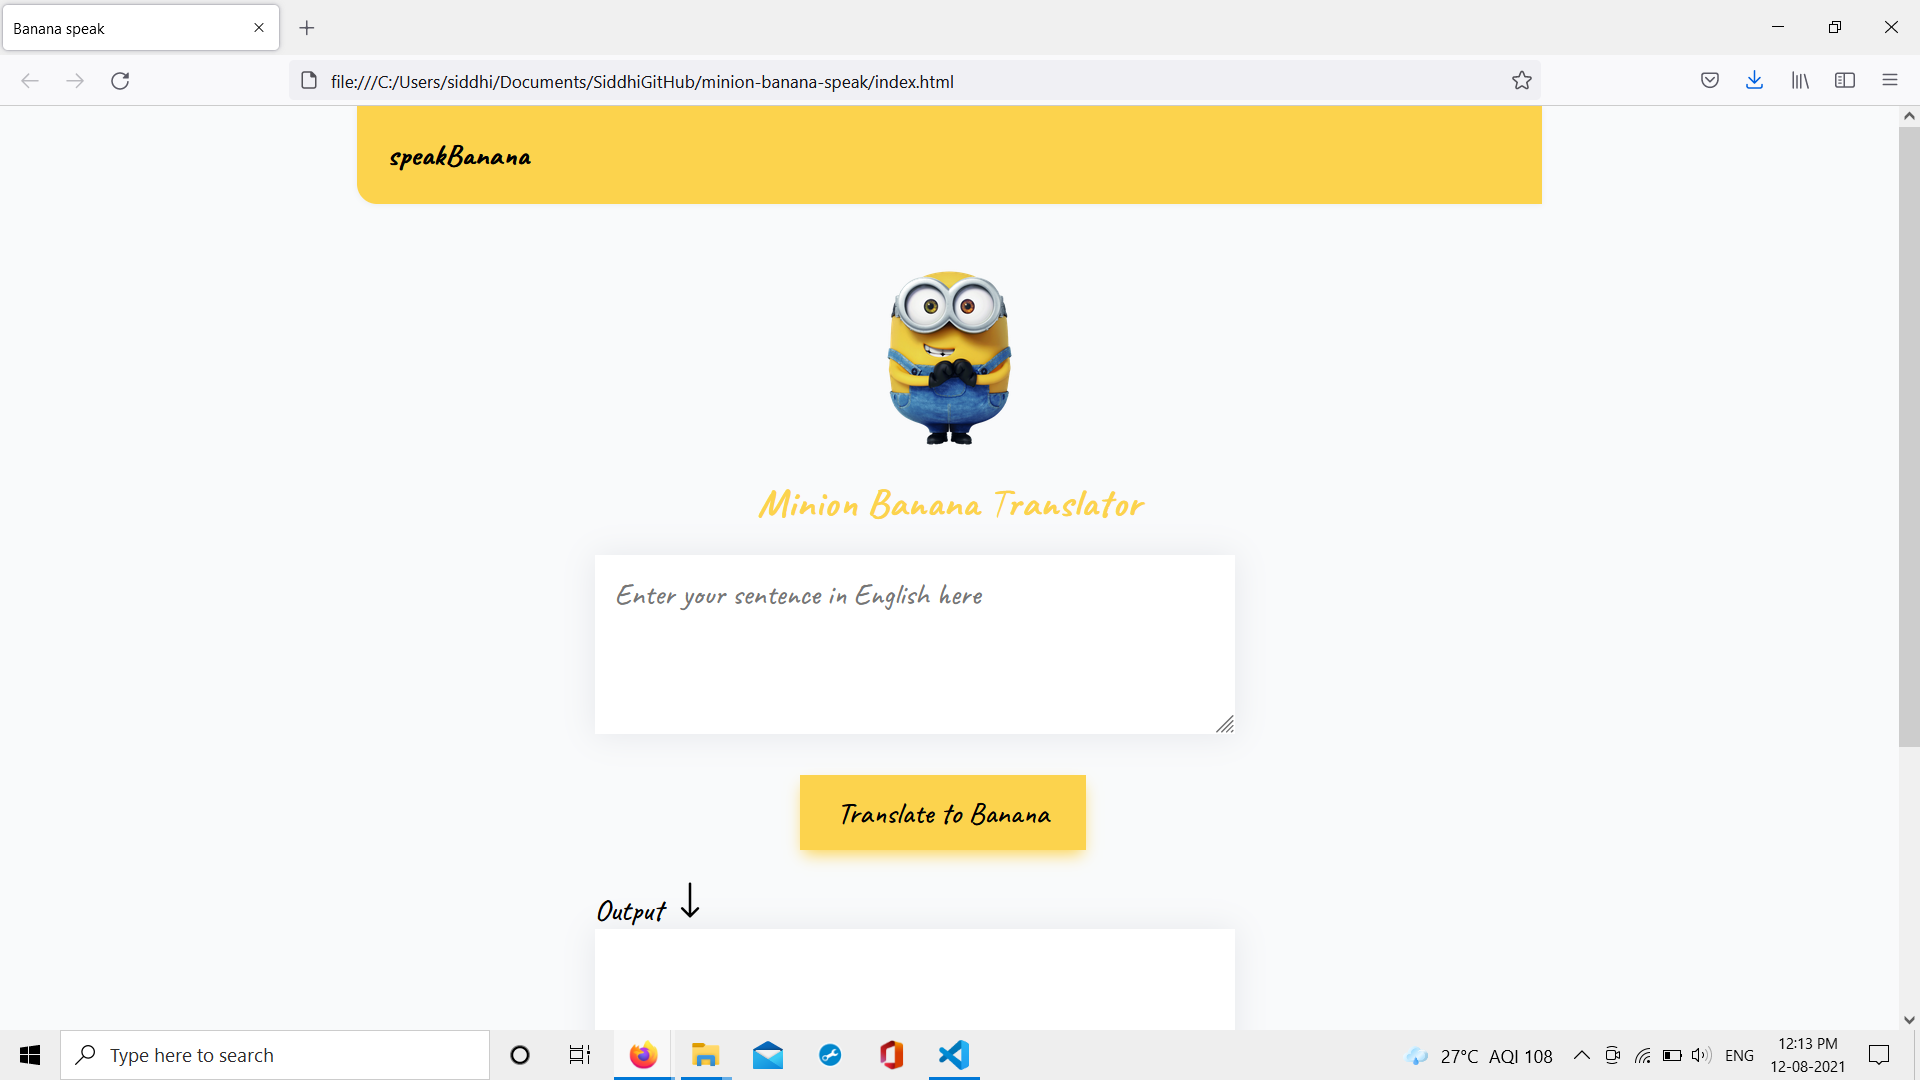 Banana speak
file:///C:/Users/siddhi/Documents/SiddhiGitHub/minion-banana-speak/index.html
speakBanana
Minion Banana Translator
Enter your sentence in English here
Translate to Banana
Output ↓
Type here to search
27°C AQI 108
ENG
12:13 PM
12-08-2021